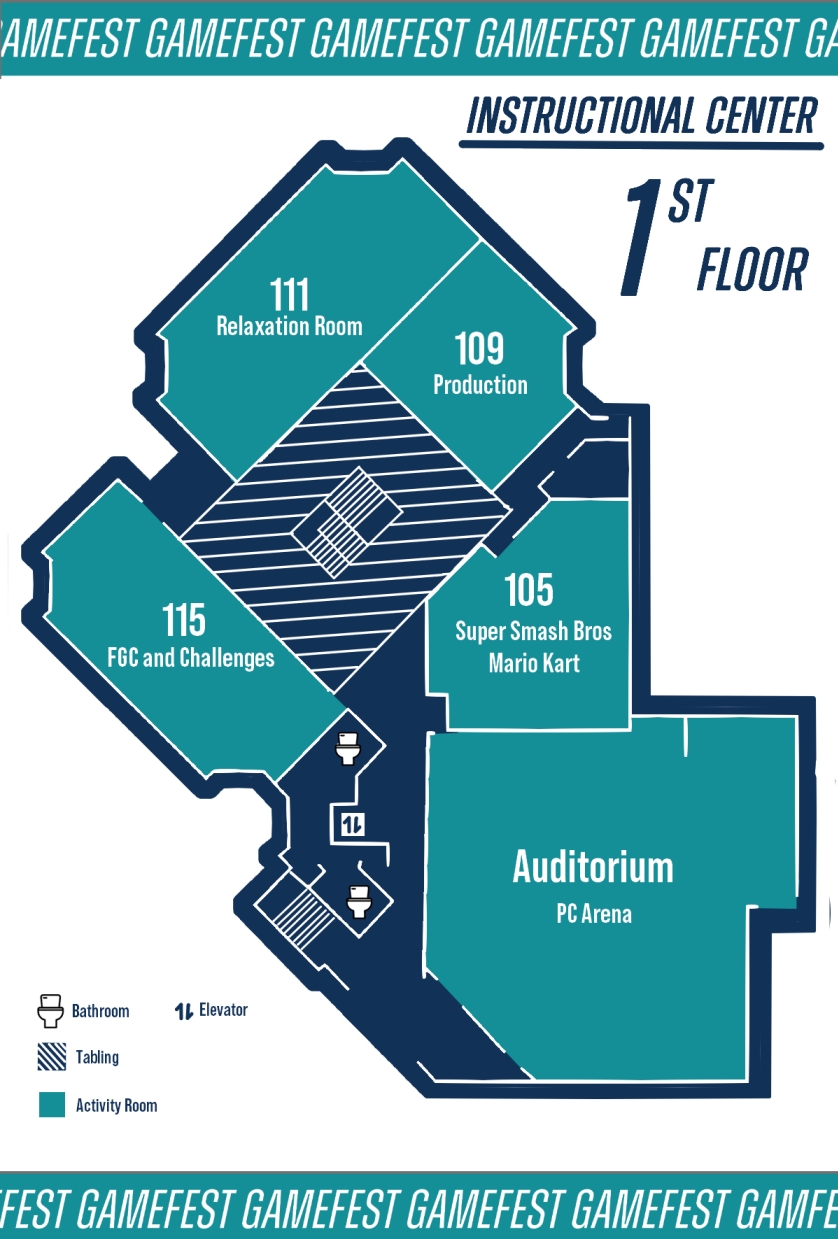 AMEFEST GAMEFEST GAMEFEST GAMEFEST GAMEFEST GA
INSTRUCTIONAL CENTER
1ST
FLOOR
111
Relaxation Room
109
Production
105
Super Smash Bros
Mario Kart
115
FGC and Challenges
Auditorium
PC Arena
Bathroom
Elevator
Tabling
Activity Room
FEST GAMEFEST GAMEFEST GAMEFEST GAMEFEST GAMFE